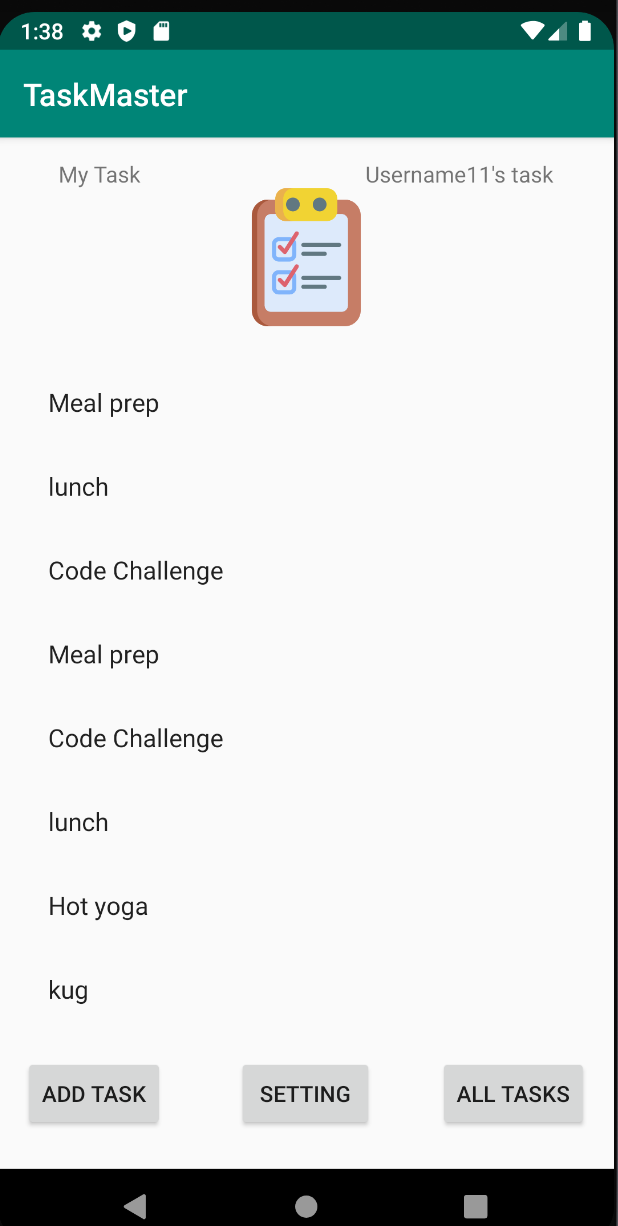 1:38
TaskMaster
My Task
Username11's task
Meal prep
lunch
Code Challenge
Meal prep
Code Challenge
lunch
Hot yoga
kug
ADD TASK
SETTING
ALL TASKS